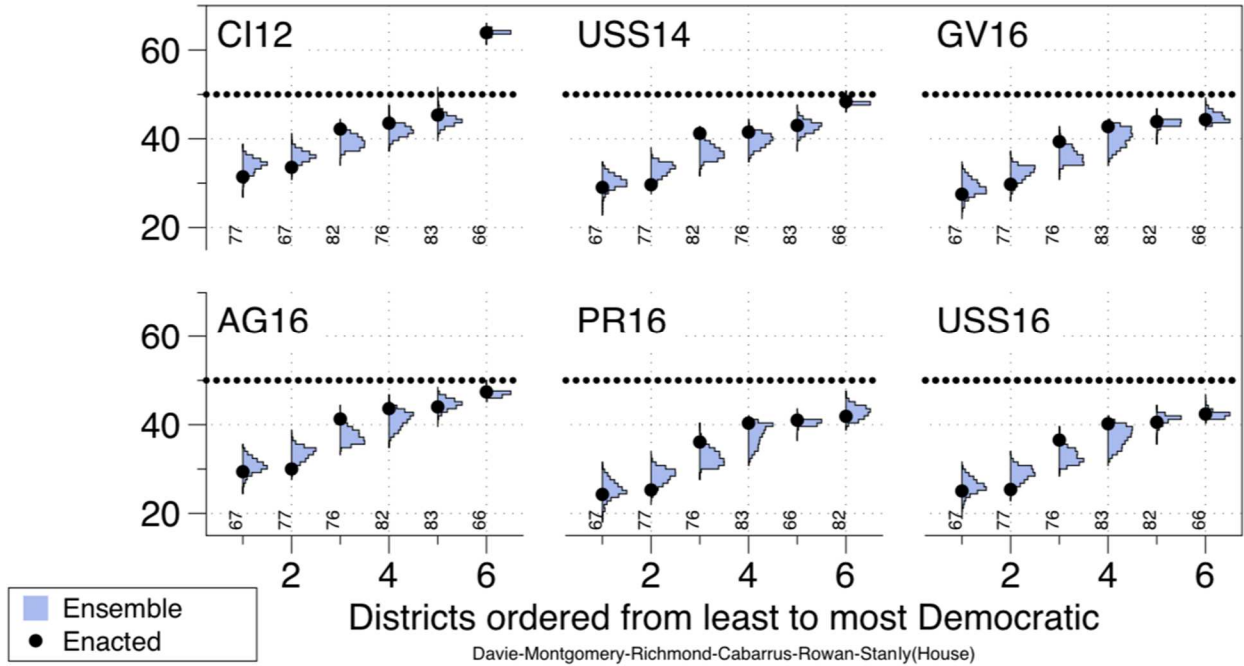 CI12 USS14 GV16
60
40
20
77 67 82 76 83 66
67 77 82 76 83 66
67 77 76 83 82 66
AG16 PR16 USS16
60
40
20
67 77 76 82 83 66
67 77 76 83 66 82
67 77 76 83 82 66
2 4 6 2 4 6 2 4 6
Ensemble
Enacted
Districts ordered from least to most Democratic
Davie-Montgomery-Richmond-Cabarrus-Rowan-Stanly(House)